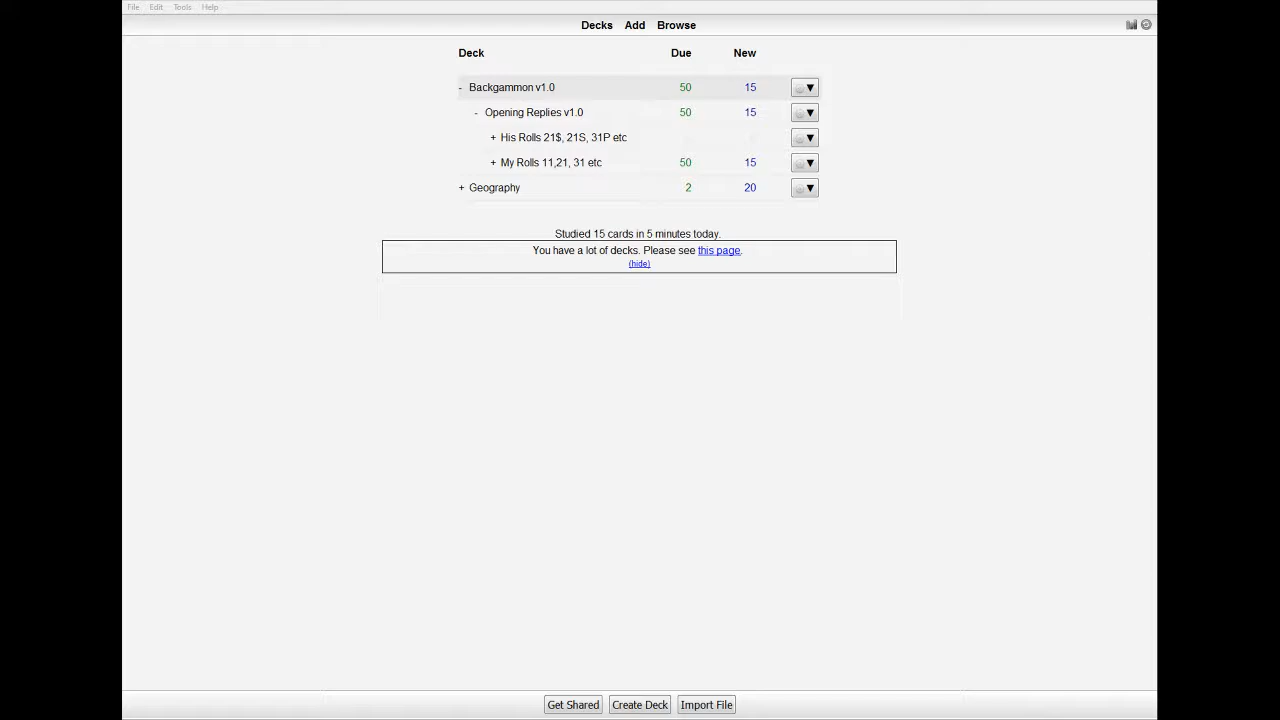 File Edit Tools Help
Decks Add Browse
Deck Due New
- Backgammon v1.0 50 15
- Opening Replies v1.0 50 15
+ His Rolls 21$, 21S, 31P etc
+ My Rolls 11,21, 31 etc 50 15
+ Geography 2 20
Studied 15 cards in 5 minutes today.
You have a lot of decks. Please see this page.
(hide)
Get Shared Create Deck Import File